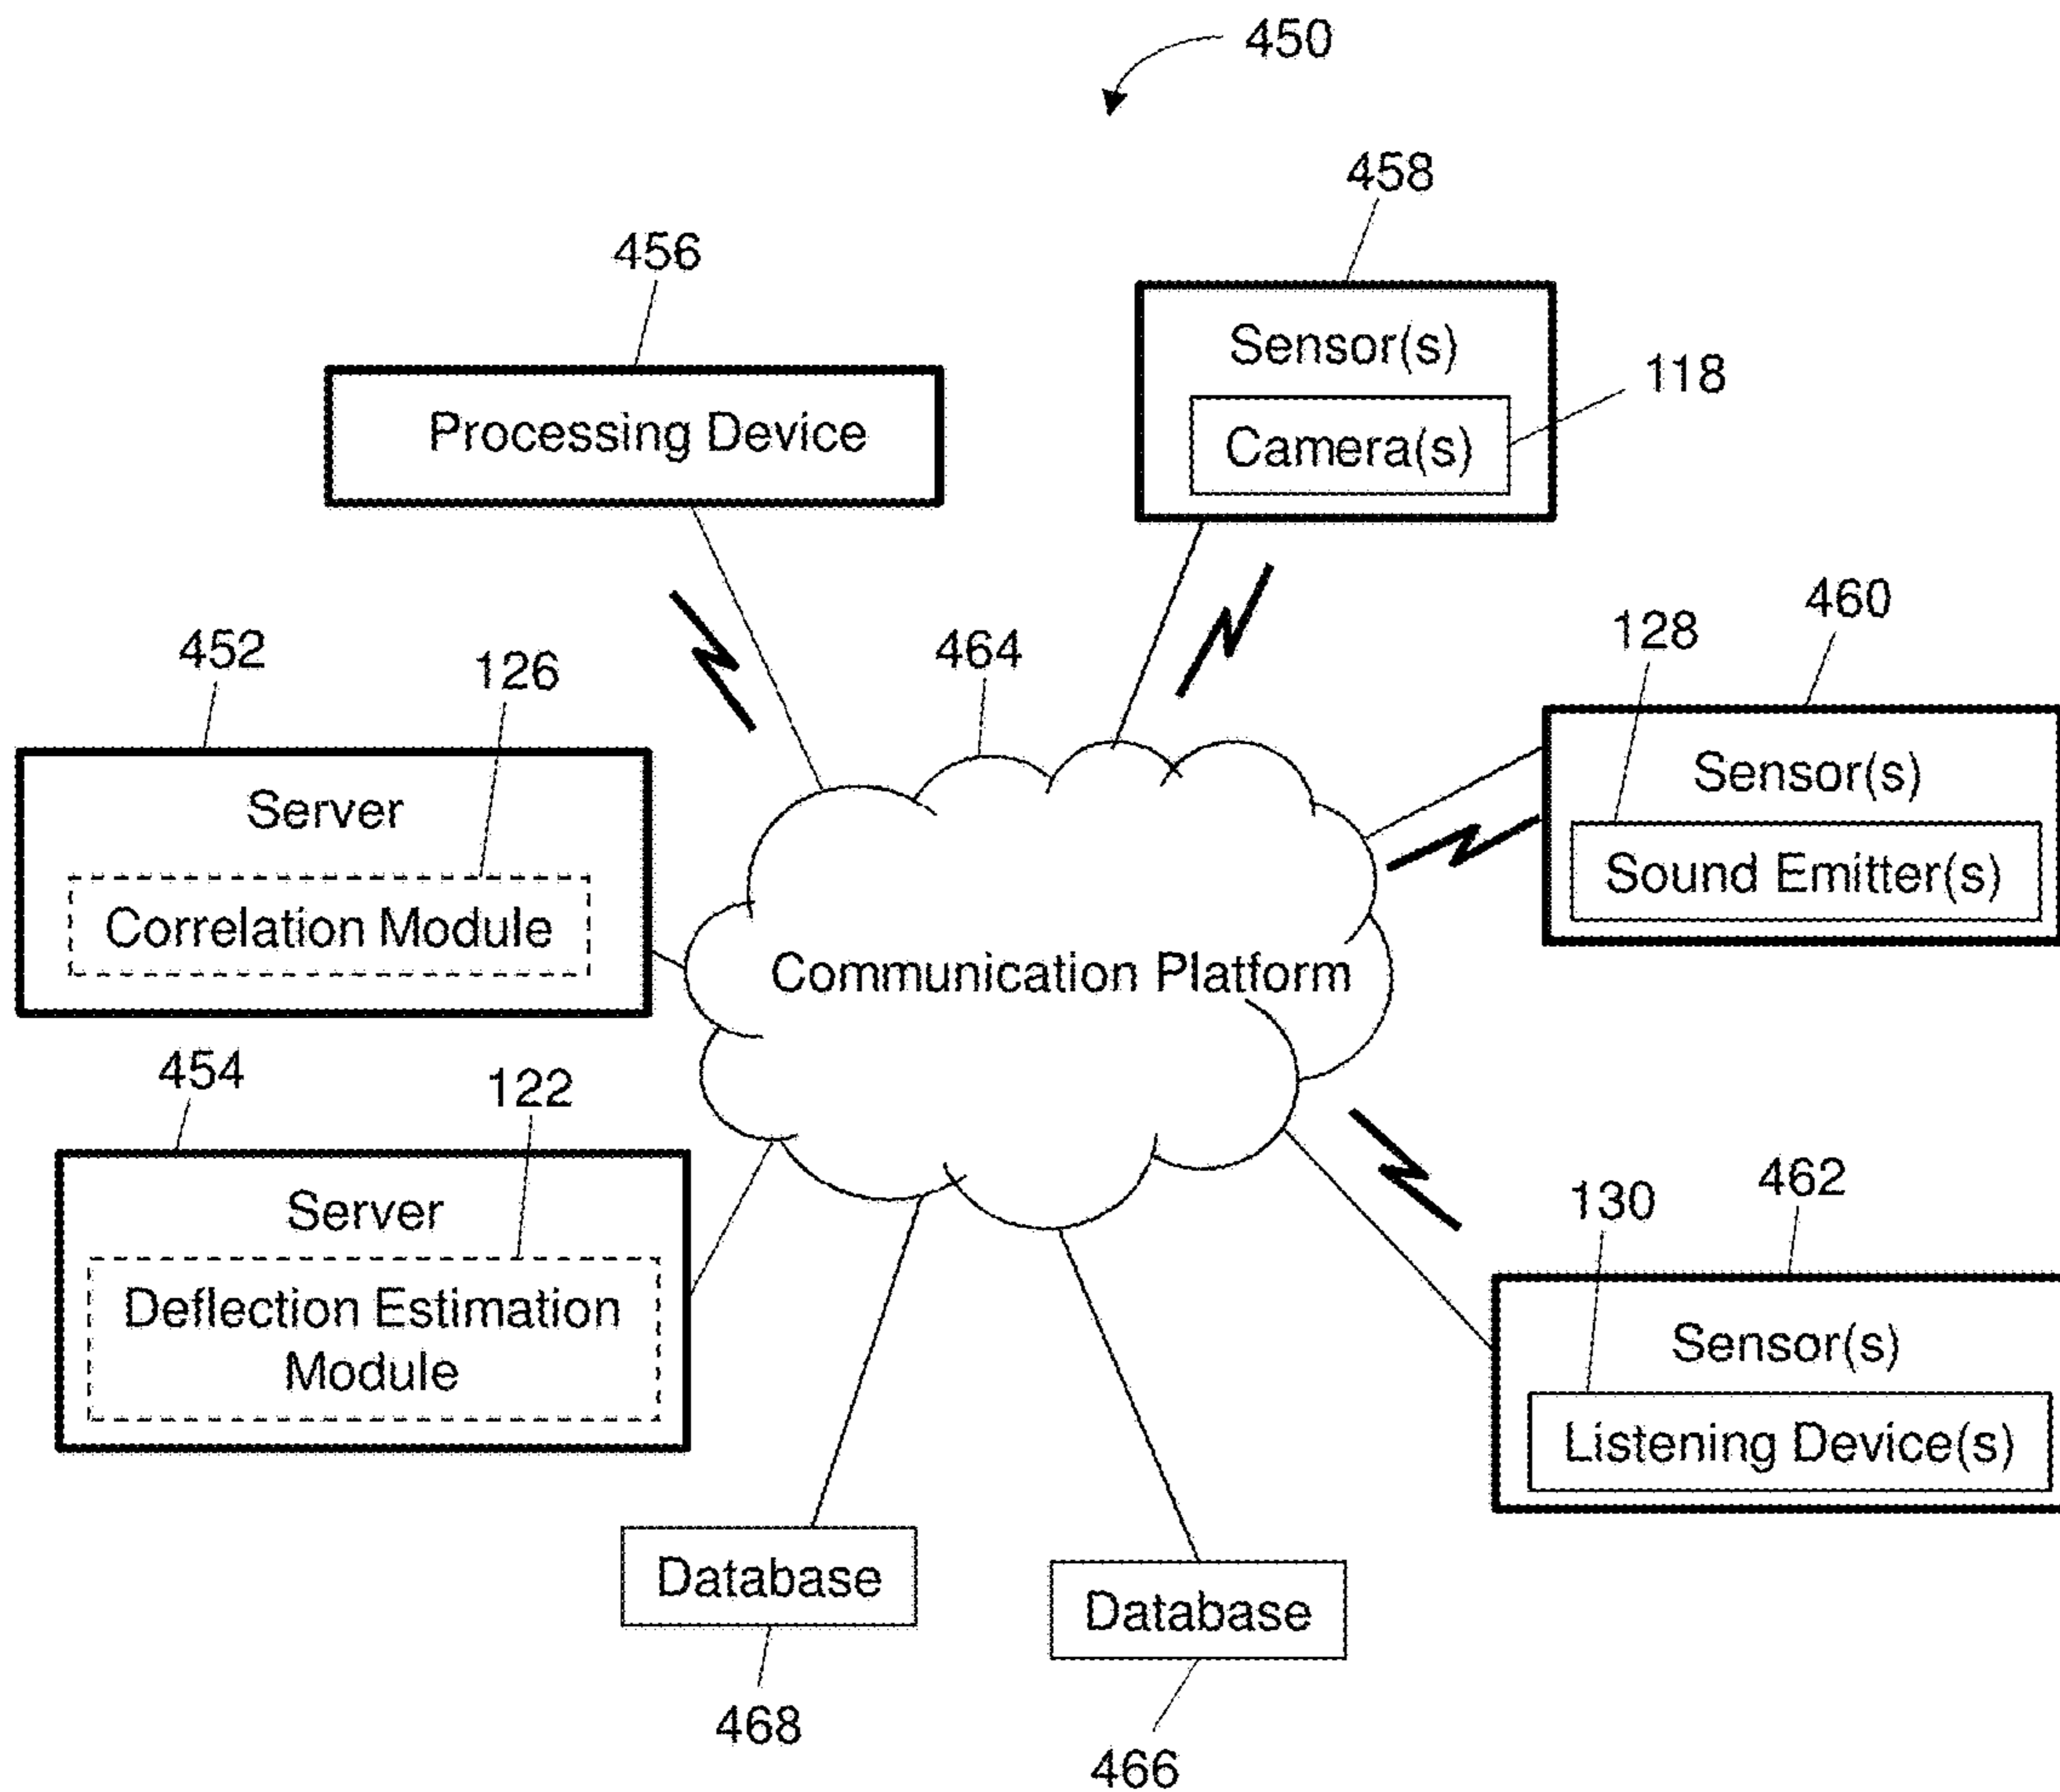 450
458
456
Sensor(s)
118
Processing Device
Camera(s)
460
128
452
126
464
Sensor(s)
Server
Sound Emitter(s)
Correlation Module
Communication Platform
454
122
462
130
Server
Deflection Estimation
Module
Sensor(s)
Listening Device(s)
Database
Database
468
466